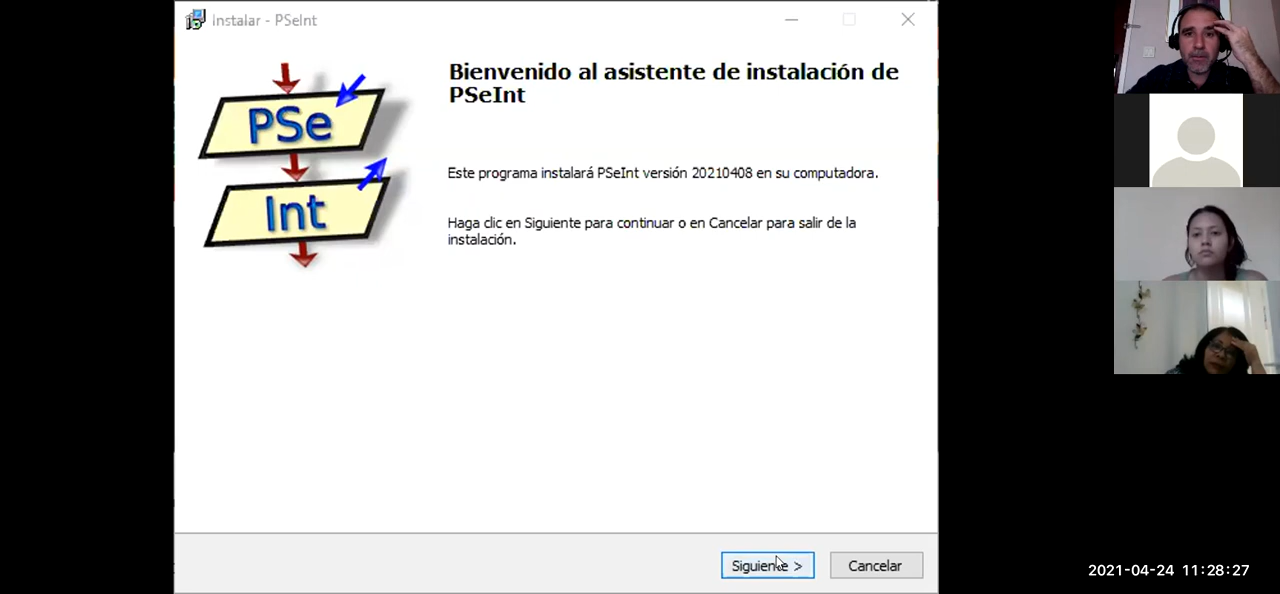 Instalar - PSeInt
PSe
Int
Bienvenido al asistente de instalación de
PSeInt
Este programa instalará PSeInt versión 20210408 en su computadora.
Haga clic en Siguiente para continuar o en Cancelar para salir de la
instalación.
Siguiente >
Cancelar
2021-04-24 11:28:27